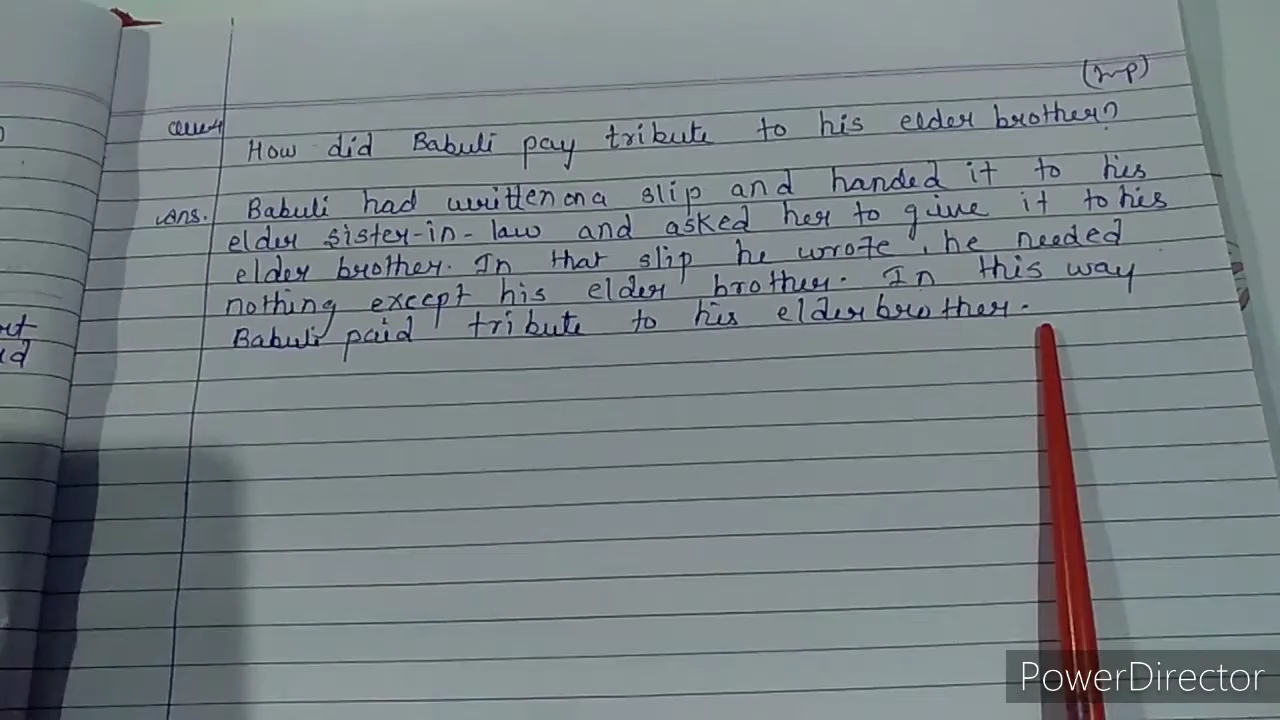 (Imp)
Ques 4
How did Babuli pay tribute to his elder brother?
Ans. Babuli had written on a slip and handed it to his
elder sister-in-law and asked her to give it to his
elder brother. In that slip he wrote, he needed
nothing except his elder brother. In this way
Babuli paid tribute to his elder brother.
PowerDirector